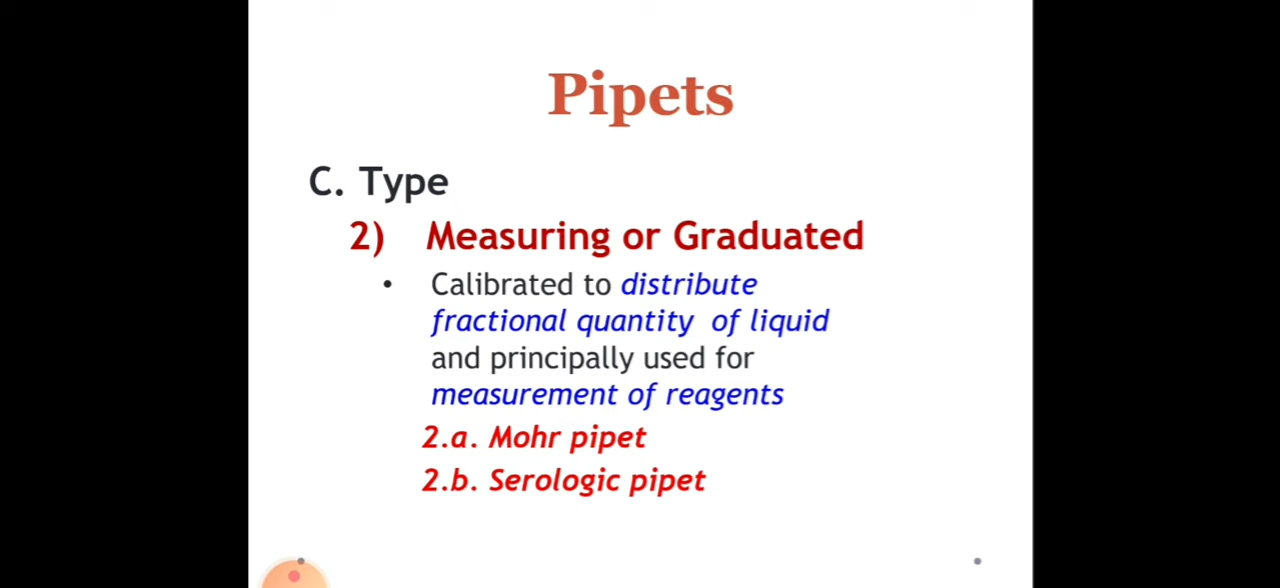 Pipets
C. Type
2) Measuring or Graduated
• Calibrated to distribute
fractional quantity of liquid
and principally used for
measurement of reagents
2.a. Mohr pipet
2.b. Serologic pipet